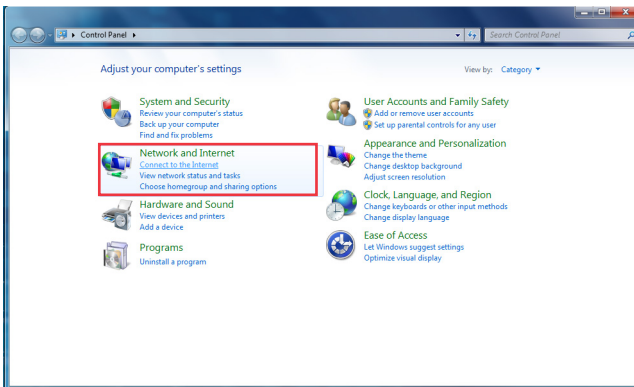 Control Panel
Search Control Panel
Adjust your computer's settings
View by: Category
System and Security
Review your computer's status
Back up your computer
Find and fix problems
Network and Internet
Connect to the Internet
View network status and tasks
Choose homegroup and sharing options
Hardware and Sound
View devices and printers
Add a device
Programs
Uninstall a program
User Accounts and Family Safety
Add or remove user accounts
Set up parental controls for any user
Appearance and Personalization
Change the theme
Change desktop background
Adjust screen resolution
Clock, Language, and Region
Change keyboards or other input methods
Change display language
Ease of Access
Let Windows suggest settings
Optimize visual display